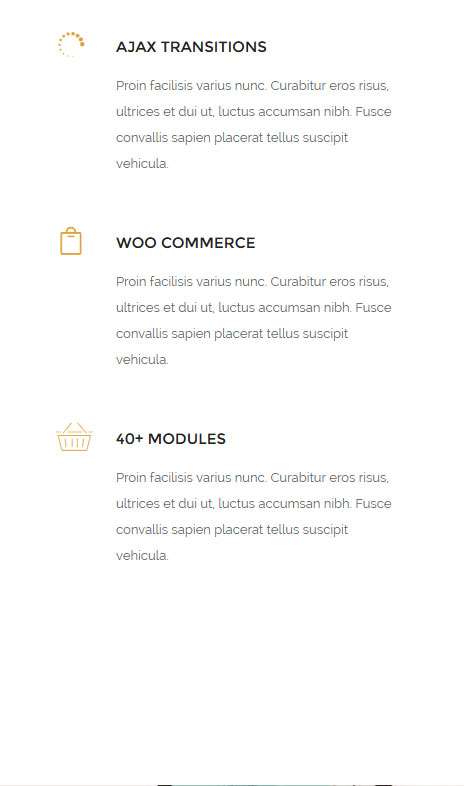 AJAX TRANSITIONS
Proin facilisis varius nunc. Curabitur eros risus,
ultrices et dui ut, luctus accumsan nibh. Fusce
convallis sapien placerat tellus suscipit
vehicula.
WOO COMMERCE
Proin facilisis varius nunc. Curabitur eros risus,
ultrices et dui ut, luctus accumsan nibh. Fusce
convallis sapien placerat tellus suscipit
vehicula.
40+ MODULES
Proin facilisis varius nunc. Curabitur eros risus,
ultrices et dui ut, luctus accumsan nibh. Fusce
convallis sapien placerat tellus suscipit
vehicula.